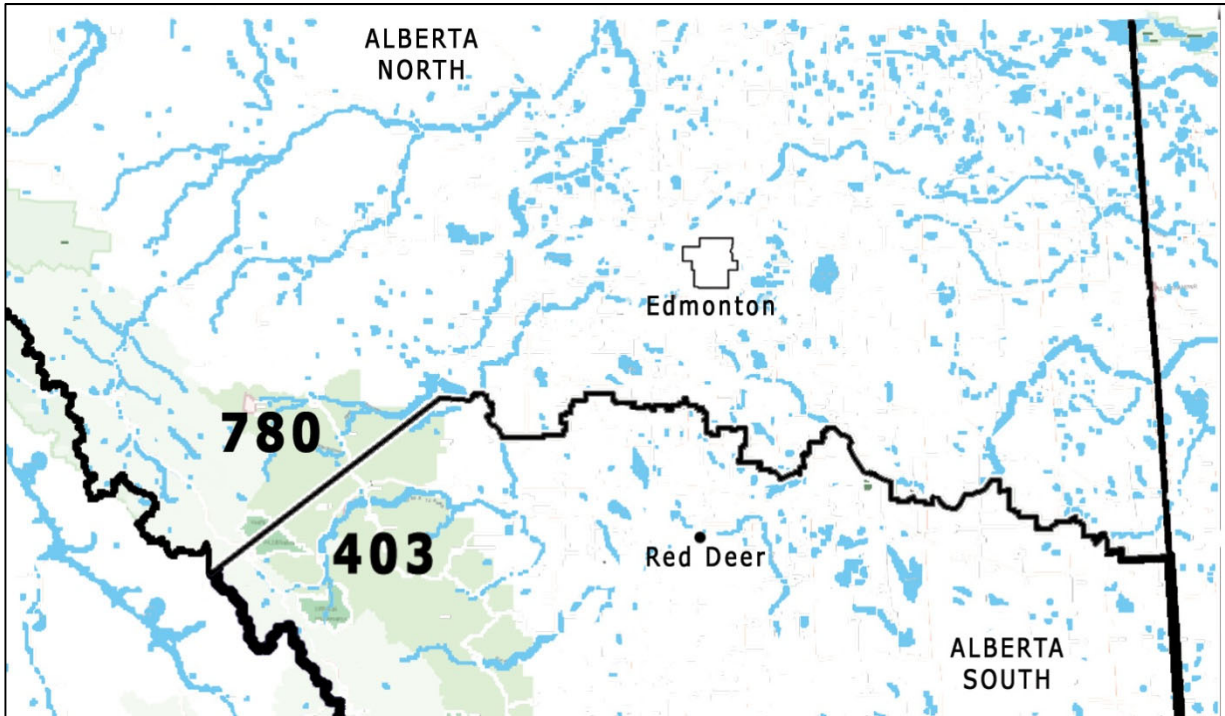 ALBERTA
NORTH
Edmonton
780
403
Red Deer
ALBERTA
SOUTH